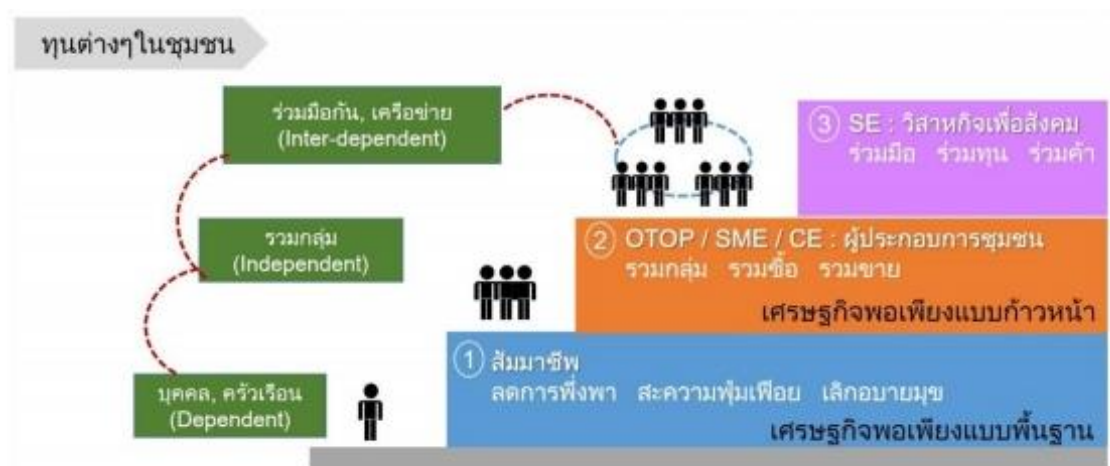 ทุนต่างๆในชุมชน
ร่วมมือกัน, เครือข่าย
(Inter-dependent)
③ SE : วิสาหกิจเพื่อสังคม
ร่วมมือ ร่วมทุน ร่วมค้า
รวมกลุ่ม
(Independent)
② OTOP / SME / CE : ผู้ประกอบการชุมชน
รวมกลุ่ม รวมซื้อ รวมขาย
เศรษฐกิจพอเพียงแบบก้าวหน้า
บุคคล, ครัวเรือน
(Dependent)
① สัมมาชีพ
ลดการพึ่งพา สะความฟุ่มเฟือย เลิกอบายมุข
เศรษฐกิจพอเพียงแบบพื้นฐาน